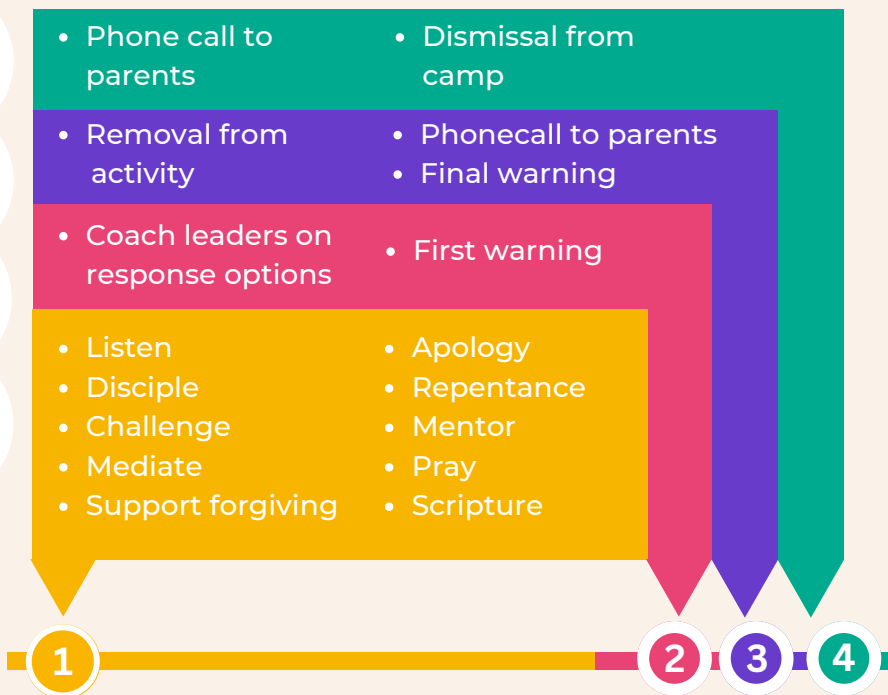 • Phone call to
parents
• Dismissal from
camp
• Removal from
activity
• Phonecall to parents
• Final warning
• Coach leaders on
response options
• First warning
• Listen
• Disciple
• Challenge
• Mediate
• Support forgiving
• Apology
• Repentance
• Mentor
• Pray
• Scripture
1
2
3
4